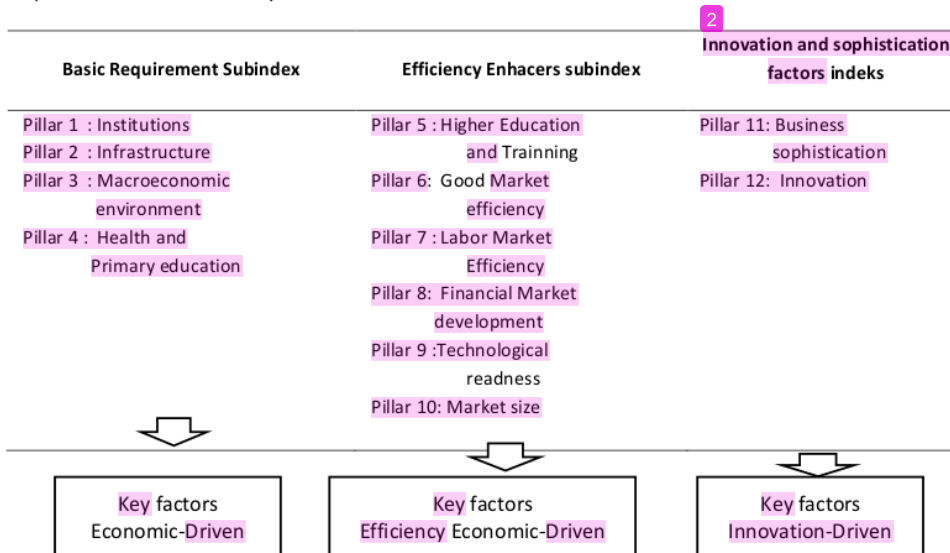 2
Basic Requirement Subindex
Efficiency Enhacers subindex
Innovation and sophistication
factors indeks
Pillar 1 : Institutions
Pillar 2 : Infrastructure
Pillar 3 : Macroeconomic
environment
Pillar 4 : Health and
Primary education
Pillar 5 : Higher Education
and Trainning
Pillar 6: Good Market
efficiency
Pillar 7 : Labor Market
Efficiency
Pillar 8: Financial Market
development
Pillar 9 :Technological
readness
Pillar 10: Market size
Pillar 11: Business
sophistication
Pillar 12: Innovation
Key factors
Economic-Driven
Key factors
Efficiency Economic-Driven
Key factors
Innovation-Driven